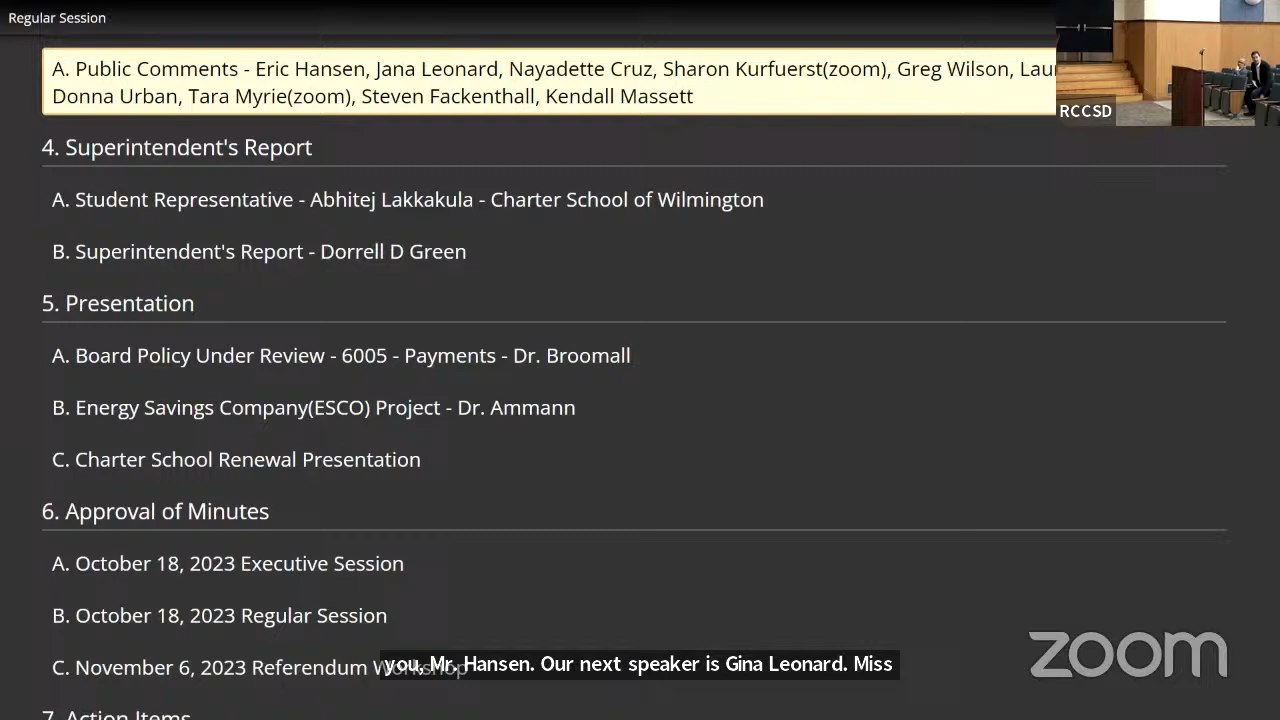 Regular Session
A. Public Comments - Eric Hansen, Jana Leonard, Nayadette Cruz, Sharon Kurfuerst(zoom), Greg Wilson,
Donna Urban, Tara Myrie(zoom), Steven Fackenthall, Kendall Massett
RCCSD
4. Superintendent's Report
A. Student Representative - Abhitej Lakkakula - Charter School of Wilmington
B. Superintendent's Report - Dorrell D Green
5. Presentation
A. Board Policy Under Review - 6005 - Payments - Dr. Broomall
B. Energy Savings Company(ESCO) Project - Dr. Ammann
C. Charter School Renewal Presentation
6. Approval of Minutes
A. October 18, 2023 Executive Session
B. October 18, 2023 Regular Session
C. November 6, 2023 Referendum Workshop
you, Mr. Hansen. Our next speaker is Gina Leonard. Miss
zoom
7. Action Items